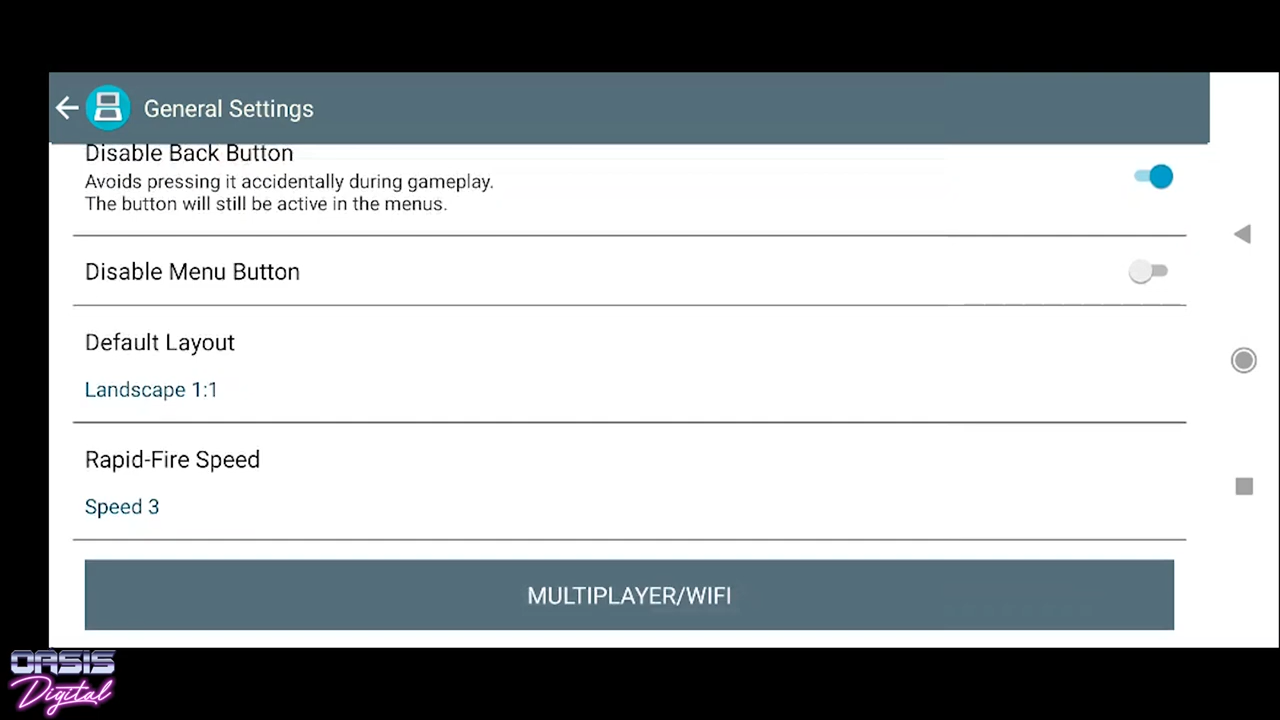 General Settings
Disable Back Button
Avoids pressing it accidentally during gameplay.
The button will still be active in the menus.
Disable Menu Button
Default Layout
Landscape 1:1
Rapid-Fire Speed
Speed 3
MULTIPLAYER/WIFI
OASIS
Digital